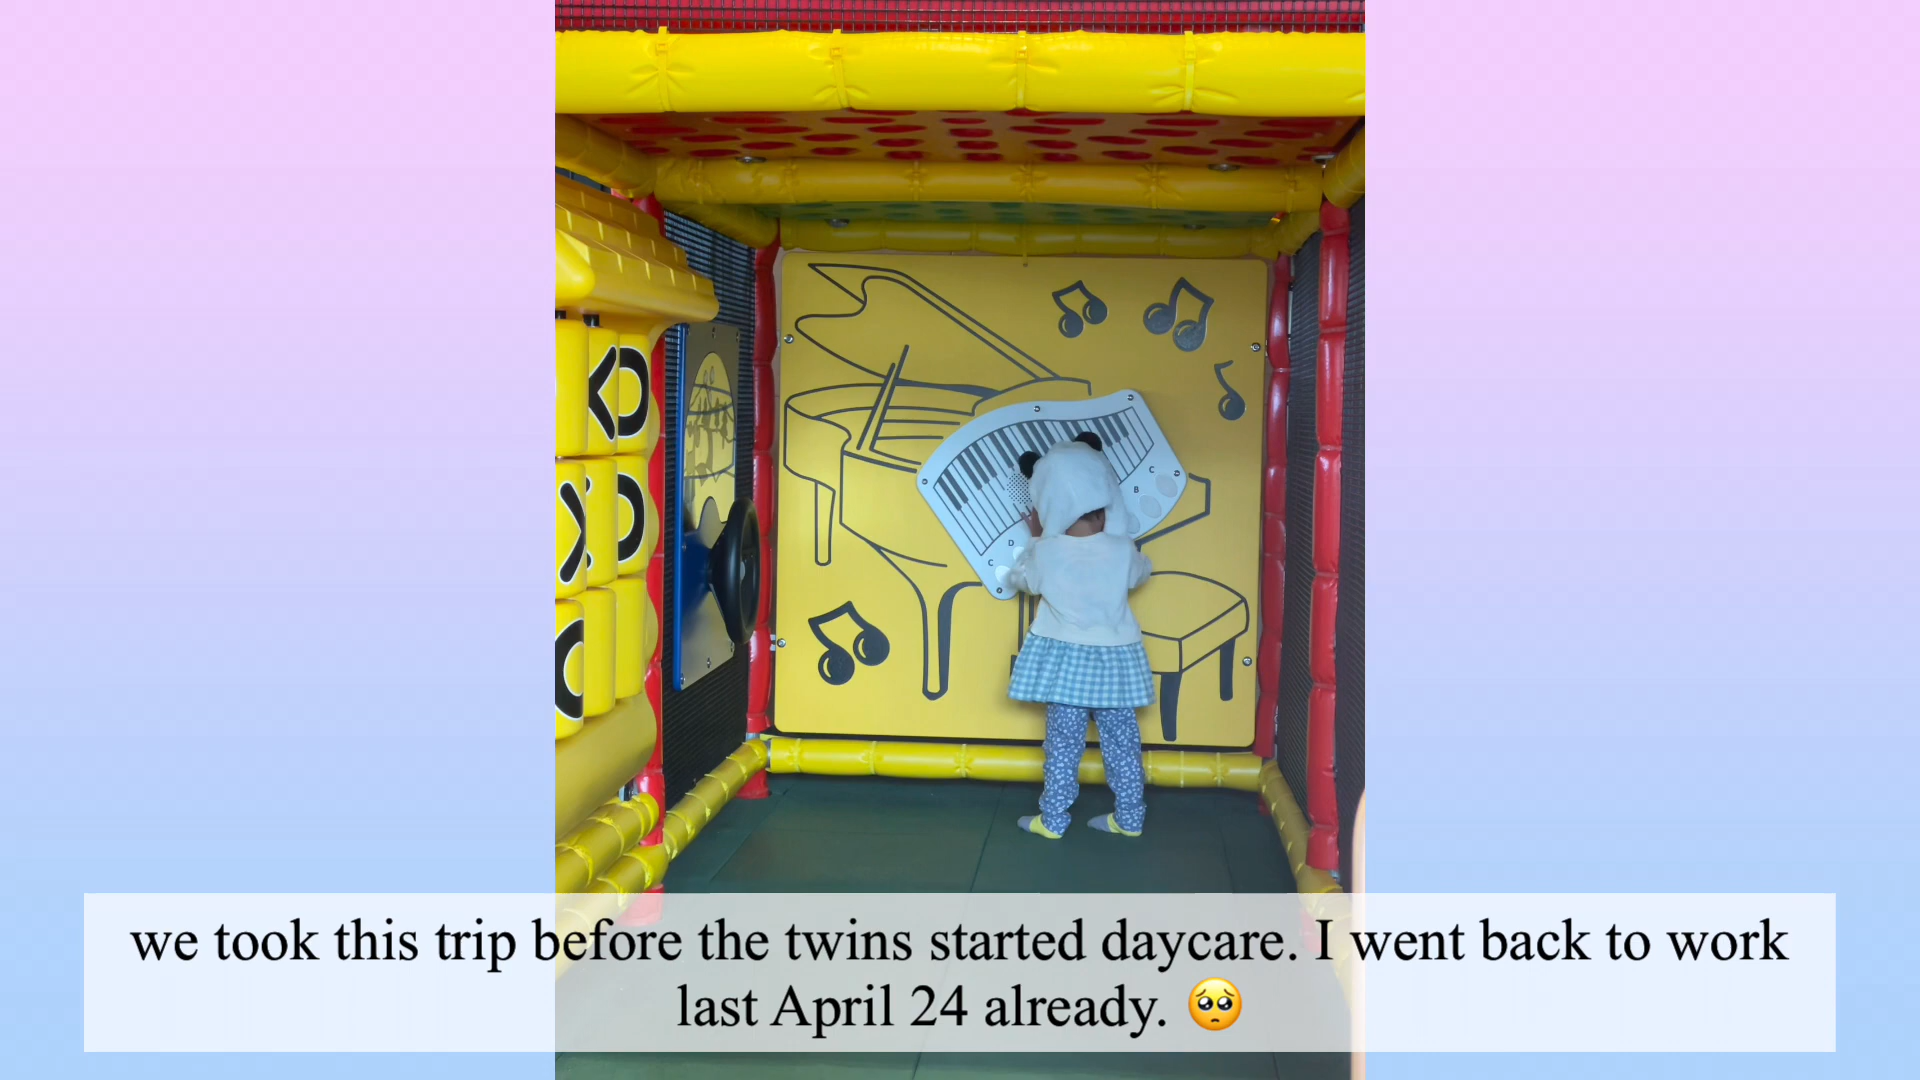 C
B
D
C
we took this trip before the twins started daycare. I went back to work
last April 24 already. 🥺